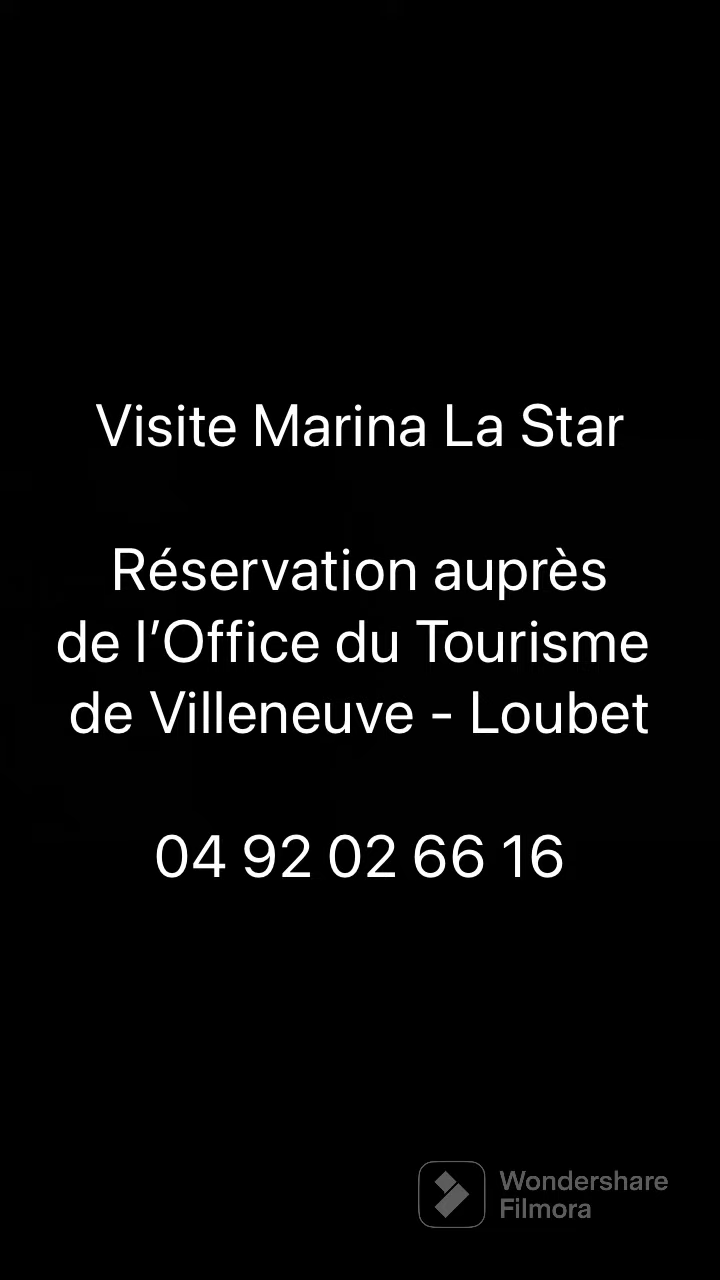 Visite Marina La Star
Réservation auprès
de l’Office du Tourisme
de Villeneuve - Loubet
04 92 02 66 16
Wondershare
Filmora